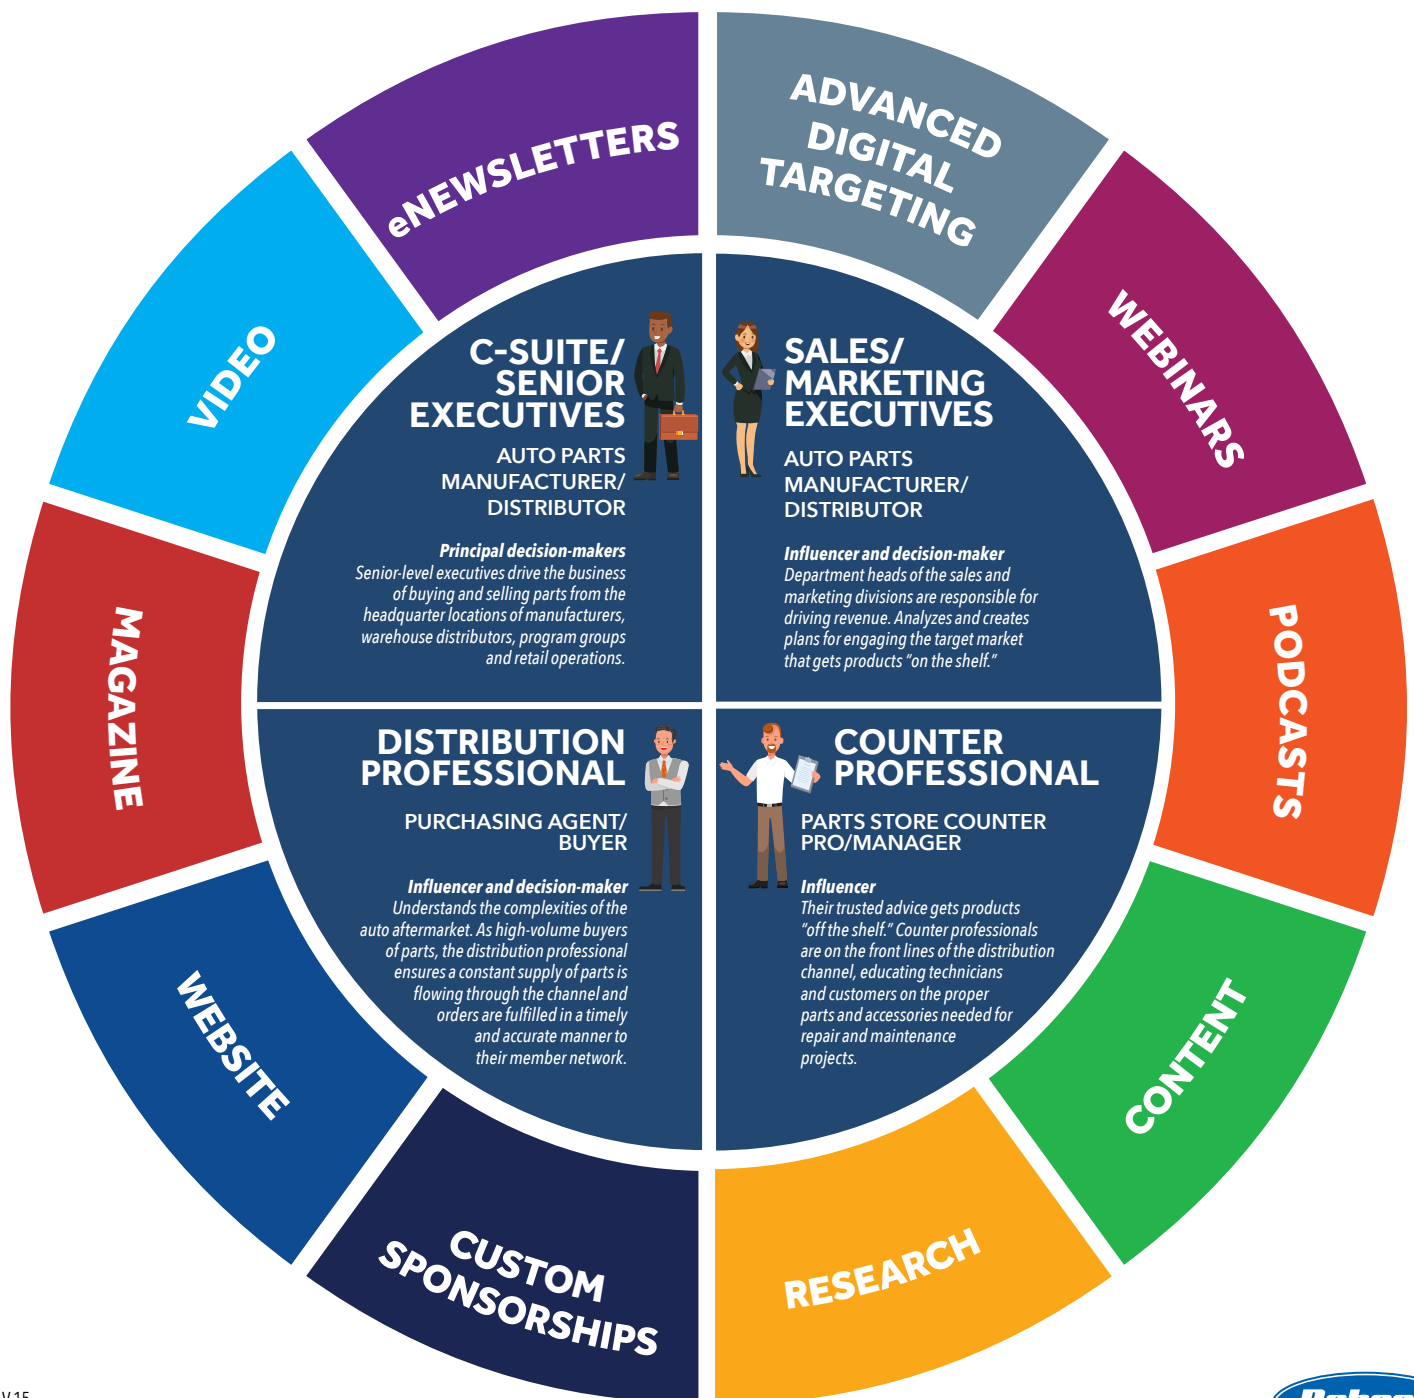 eNEWSLETTERS
ADVANCED
DIGITAL
TARGETING
WEBINARS
PODCASTS
CONTENT
RESEARCH
CUSTOM
SPONSORSHIPS
WEBSITE
MAGAZINE
VIDEO
C-SUITE/
SENIOR
EXECUTIVES
AUTO PARTS
MANUFACTURER/
DISTRIBUTOR
Principal decision-makers
Senior-level executives drive the business
of buying and selling parts from the
headquarter locations of manufacturers,
warehouse distributors, program groups
and retail operations.
SALES/
MARKETING
EXECUTIVES
AUTO PARTS
MANUFACTURER/
DISTRIBUTOR
Influencer and decision-maker
Department heads of the sales and
marketing divisions are responsible for
driving revenue. Analyzes and creates
plans for engaging the target market
that gets products “on the shelf.”
DISTRIBUTION
PROFESSIONAL
PURCHASING AGENT/
BUYER
Influencer and decision-maker
Understands the complexities of the
auto aftermarket. As high-volume buyers
of parts, the distribution professional
ensures a constant supply of parts is
flowing through the channel and
orders are fulfilled in a timely
and accurate manner to
their member network.
COUNTER
PROFESSIONAL
PARTS STORE COUNTER
PRO/MANAGER
Influencer
Their trusted advice gets products
“off the shelf.” Counter professionals
are on the front lines of the distribution
channel, educating technicians
and customers on the proper
parts and accessories needed for
repair and maintenance
projects.